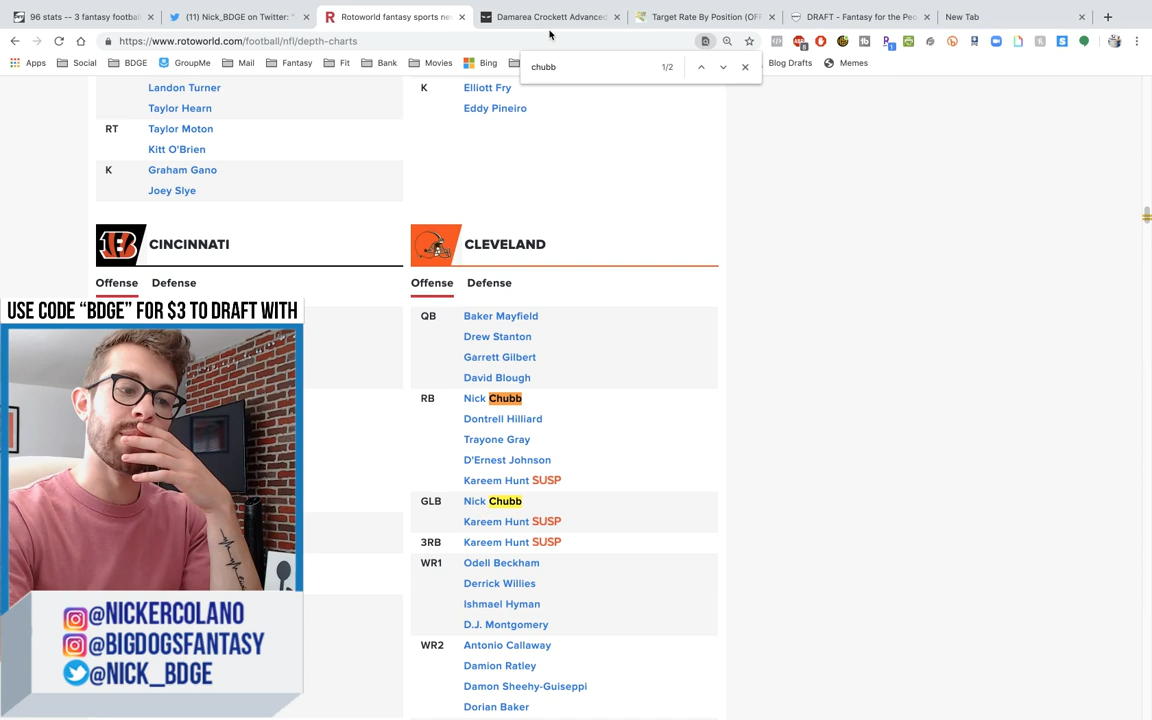 96 stats -- 3 fantasy footbal
(11) Nick_BDGE on Twitter: "
Rotoworld fantasy sports ne
Damarea Crockett Advanced
Target Rate By Position (OFF
DRAFT - Fantasy for the Peo
New Tab
https://www.rotoworld.com/football/nfl/depth-charts
Apps
Social
BDGE
GroupMe
Mail
Fantasy
Fit
Bank
Movies
Bing
Blog Drafts
Memes
chubb
1/2
Landon Turner
Taylor Hearn
RT
Taylor Moton
Kitt O'Brien
K
Graham Gano
Joey Slye
K
Elliott Fry
Eddy Pineiro
CINCINNATI
Offense Defense
CLEVELAND
Offense Defense
QB
Baker Mayfield
Drew Stanton
Garrett Gilbert
David Blough
RB
Nick Chubb
Dontrell Hilliard
Trayone Gray
D'Ernest Johnson
Kareem Hunt SUSP
GLB
Nick Chubb
Kareem Hunt SUSP
3RB
Kareem Hunt SUSP
WR1
Odell Beckham
Derrick Willies
Ishmael Hyman
D.J. Montgomery
WR2
Antonio Callaway
Damion Ratley
Damon Sheehy-Guiseppi
Dorian Baker
USE CODE “BDGE” FOR $3 TO DRAFT WITH
@NICKERCOLANO
@BIGDOGSFANTASY
@NICK_BDGE